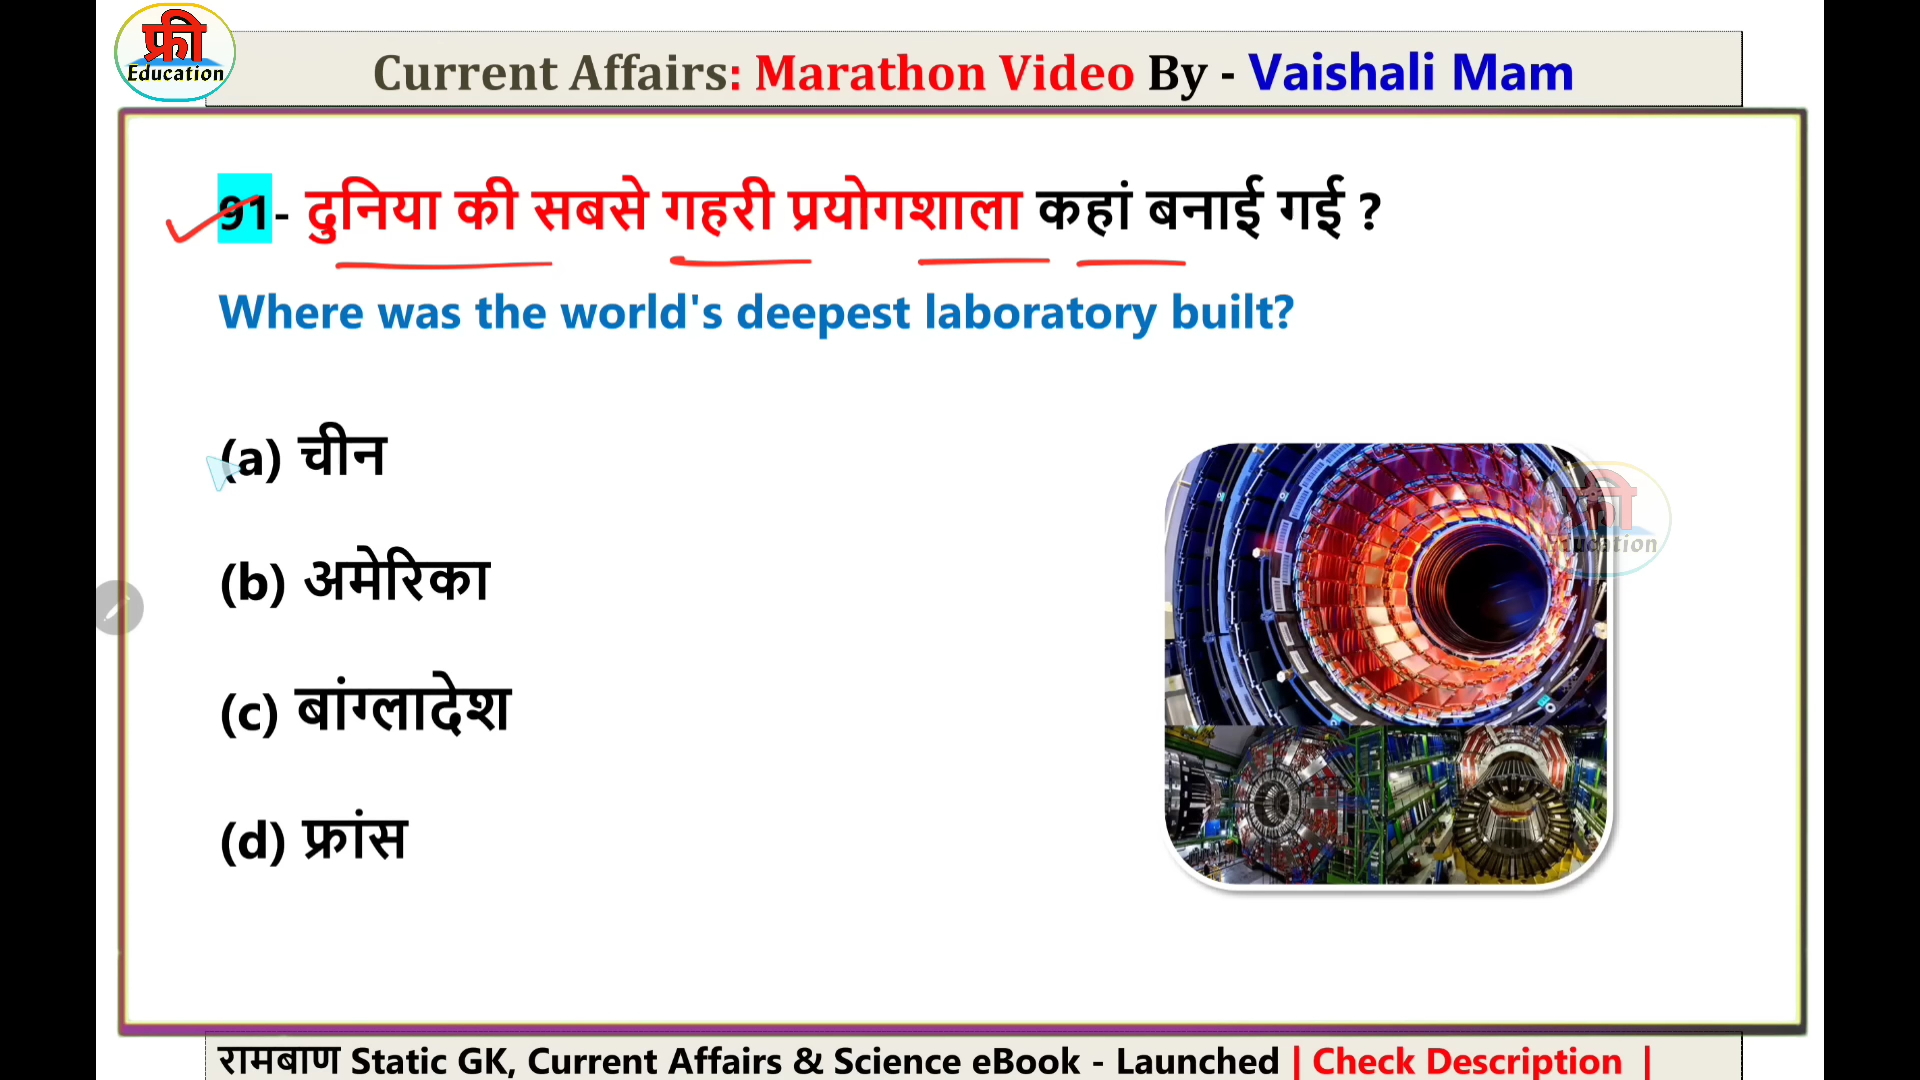 फ्री
Education
Current Affairs: Marathon Video By - Vaishali Mam
91- दुनिया की सबसे गहरी प्रयोगशाला कहां बनाई गई ?
Where was the world's deepest laboratory built?
(a) चीन
(b) अमेरिका
(c) बांग्लादेश
(d) फ्रांस
फ्री
Education
रामबाण Static GK, Current Affairs & Science eBook - Launched | Check Description |